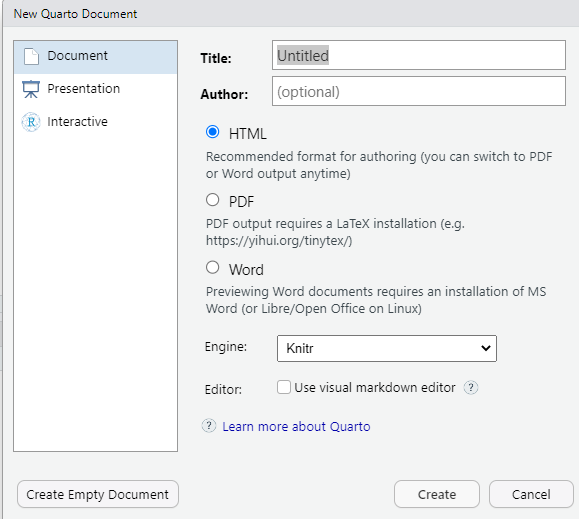 New Quarto Document
Document
Presentation
R Interactive
Title: Untitled
Author: (optional)
HTML
Recommended format for authoring (you can switch to PDF
or Word output anytime)
PDF
PDF output requires a LaTeX installation (e.g.
https://yihui.org/tinytex/)
Word
Previewing Word documents requires an installation of MS
Word (or Libre/Open Office on Linux)
Engine: Knitr
Editor: Use visual markdown editor ?
? Learn more about Quarto
Create Empty Document Create Cancel